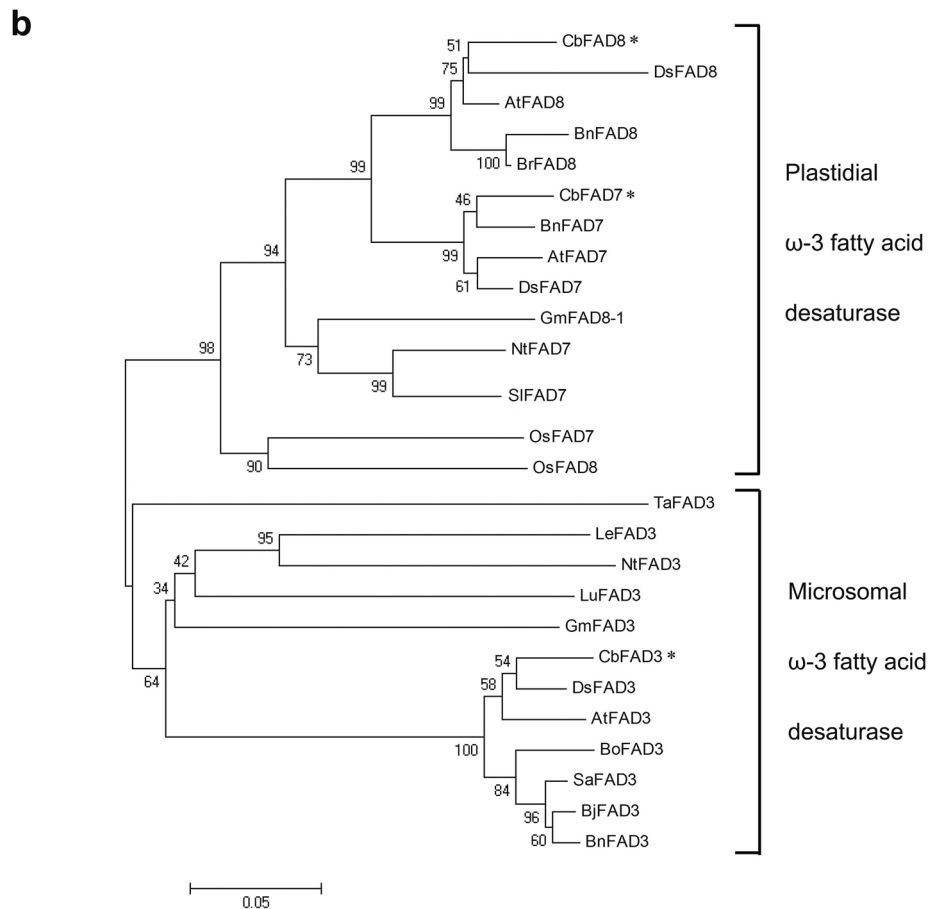 b
51
CbFAD8 *
DsFAD8
75
AtFAD8
99
BnFAD8
100
BrFAD8
99
CbFAD7 *
46
BnFAD7
99
AtFAD7
61
DsFAD7
94
GmFAD8-1
73
NtFAD7
99
SlFAD7
98
OsFAD7
90
OsFAD8
Plastidial
ω-3 fatty acid
desaturase
TaFAD3
95
LeFAD3
NtFAD3
42
LuFAD3
34
GmFAD3
64
54
CbFAD3 *
58
DsFAD3
AtFAD3
100
BoFAD3
84
SaFAD3
96
BjFAD3
60
BnFAD3
Microsomal
ω-3 fatty acid
desaturase
0.05